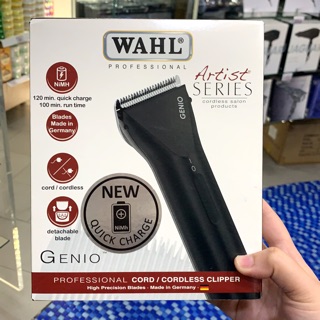 WAHL®
PROFESSIONAL
Artist
SERIES
cordless salon
products
NiMH
120 min. quick charge
100 min. run time
Blades
Made in
Germany
cord / cordless
detachable
blade
GENIO
NEW
NiMh
QUICK CHARGE
GENIO
PROFESSIONAL CORD / CORDLESS CLIPPER
High Precision Blades - Made in Germany -